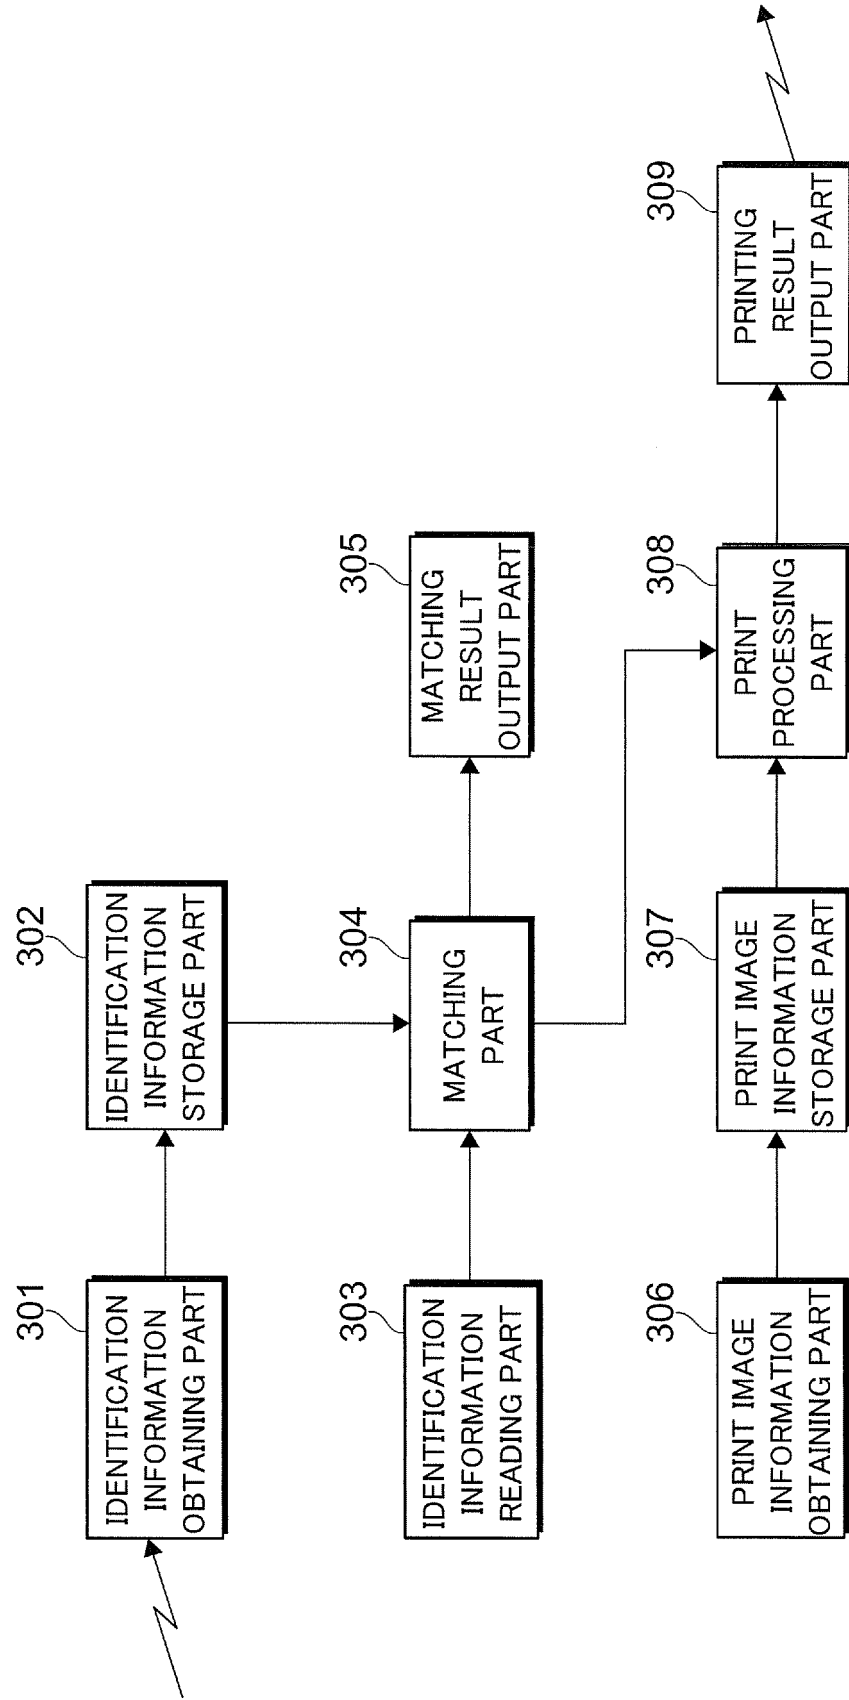 301
IDENTIFICATION
INFORMATION
OBTAINING PART
302
IDENTIFICATION
INFORMATION
STORAGE PART
303
IDENTIFICATION
INFORMATION
READING PART
304
MATCHING
PART
305
MATCHING
RESULT
OUTPUT PART
306
PRINT IMAGE
INFORMATION
OBTAINING PART
307
PRINT IMAGE
INFORMATION
STORAGE PART
308
PRINT
PROCESSING
PART
309
PRINTING
RESULT
OUTPUT PART